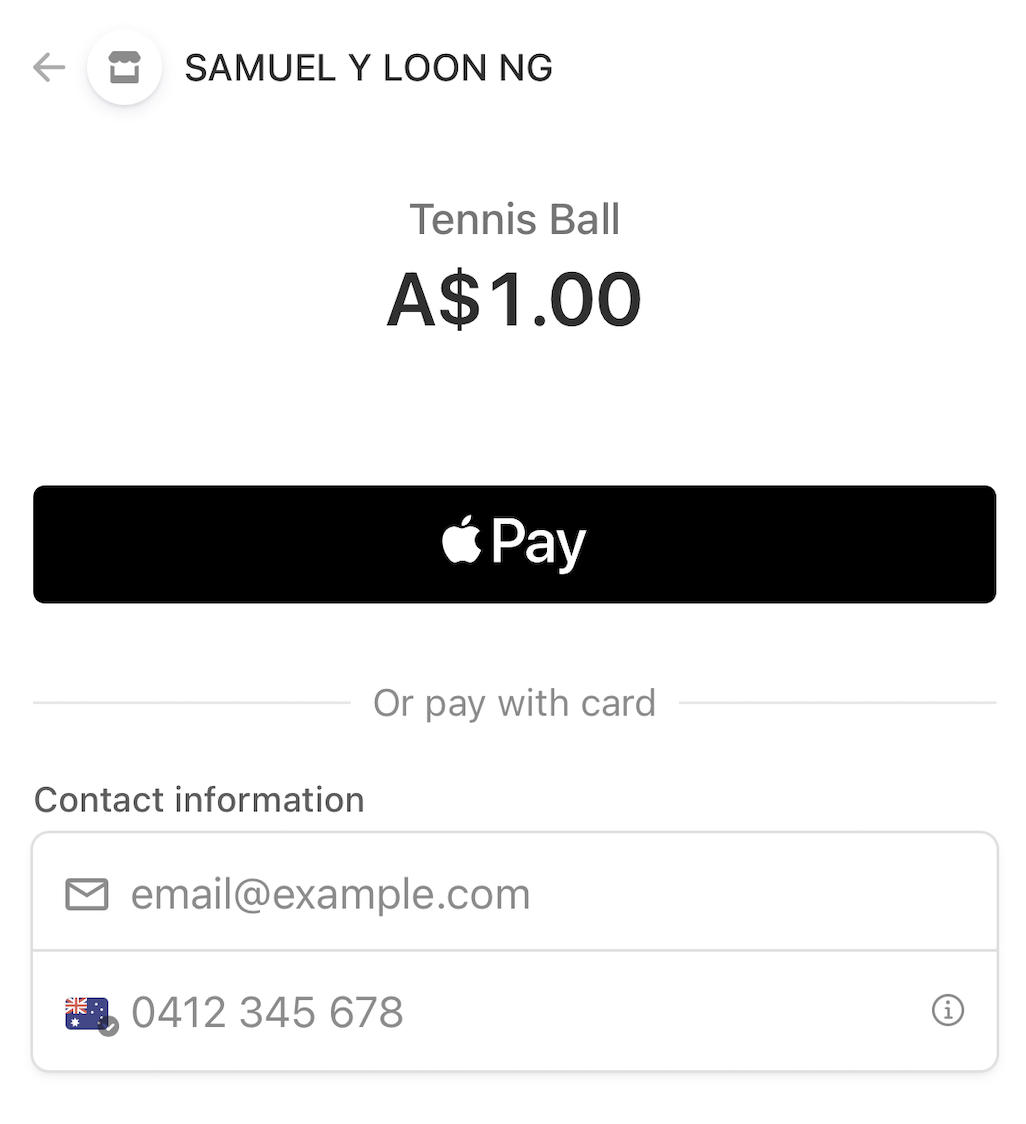 SAMUEL Y LOON NG
Tennis Ball
A$1.00
Pay
Or pay with card
Contact information
email@example.com
0412 345 678